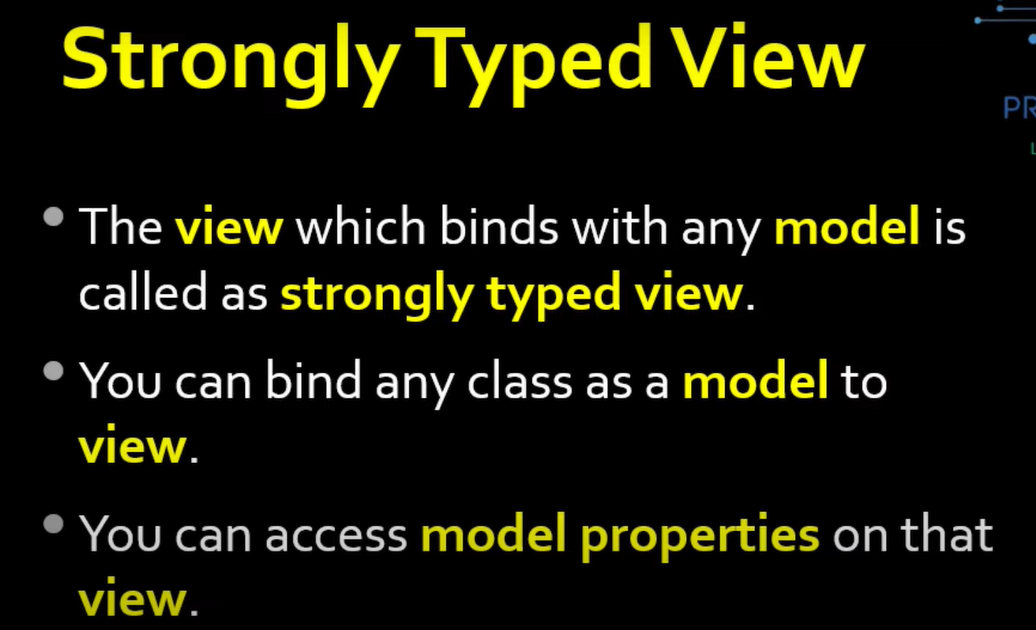 Strongly Typed View
PR
L
The view which binds with any model is
called as strongly typed view.
You can bind any class as a model to
view.
You can access model properties on that
view.